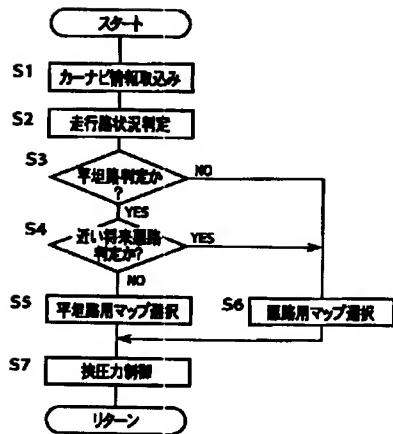 スタート
S1
カーナビ情報取込み
S2
走行路状況判定
S3
平坦路判定か
?
NO
YES
S4
近い将来悪路
判定か?
YES
NO
S5
平坦路用マップ選択
S6
悪路用マップ選択
S7
挟圧力制御
リターン